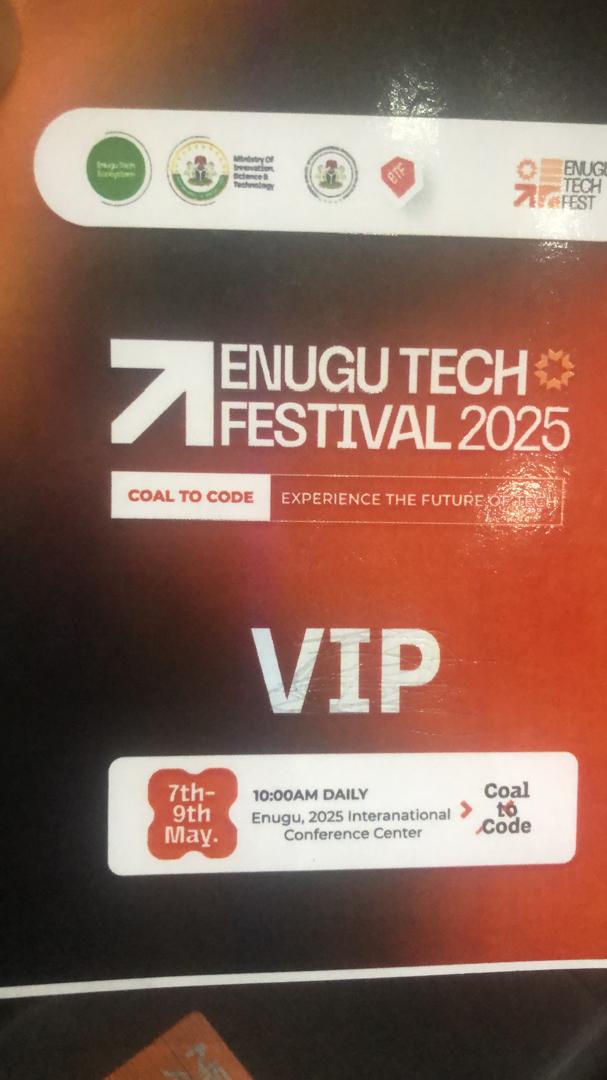 Enugu Tech
Ecosystem
Ministry Of
Innovation,
Science &
Technology
ETF
ENUGU
TECH
FEST
ENUGU TECH
FESTIVAL 2025
COAL TO CODE
EXPERIENCE THE FUTURE OF TECH
VIP
7th-
9th
May.
10:00AM DAILY
Enugu, 2025 Interanational
Conference Center
Coal
to
Code